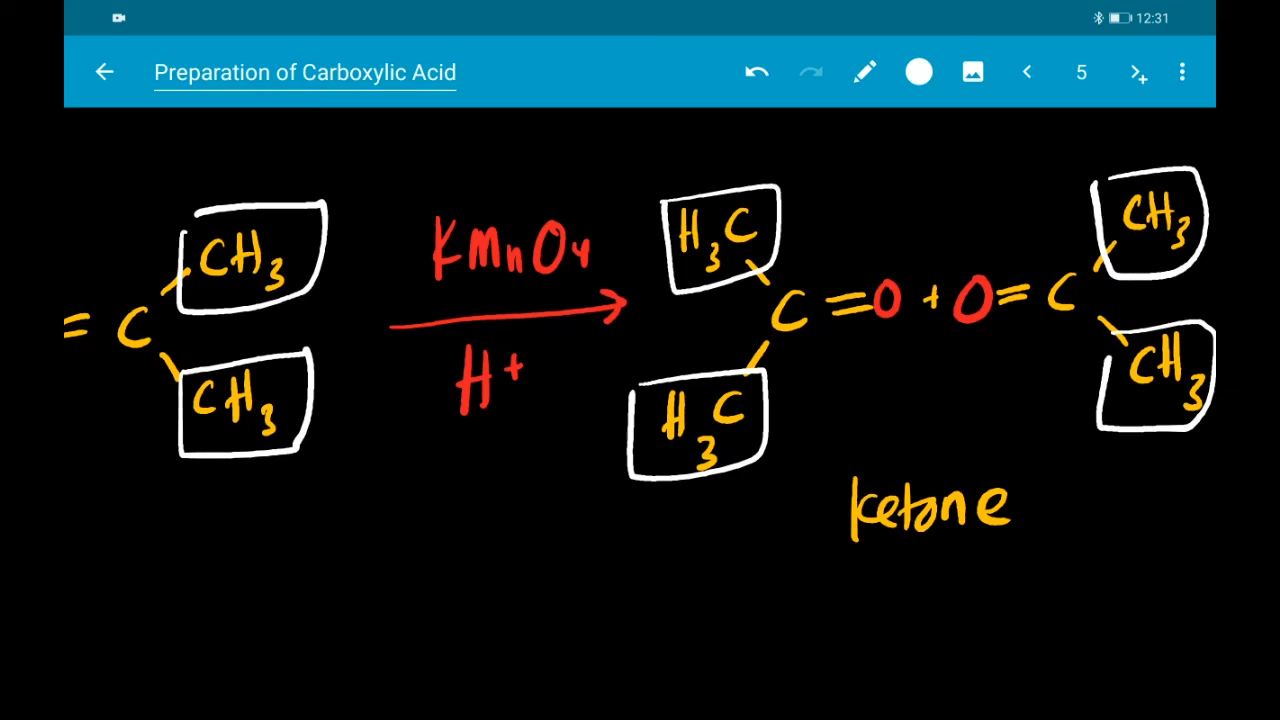 12:31
Preparation of Carboxylic Acid 5
CH3 KMnO4 H3C CH3
= C C =O + O= C
CH3 H+ H3C CH3
ketone